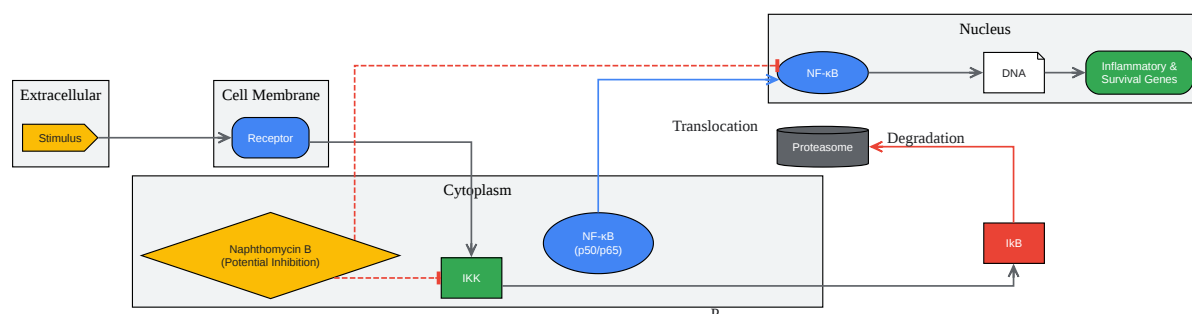 Extracellular
Stimulus
Cell Membrane
Receptor
Cytoplasm
Naphthomycin B
(Potential Inhibition)
IKK
NF-κB
(p50/p65)
Translocation
Nucleus
NF-κB
DNA
Inflammatory &
Survival Genes
Proteasome
Degradation
IkB